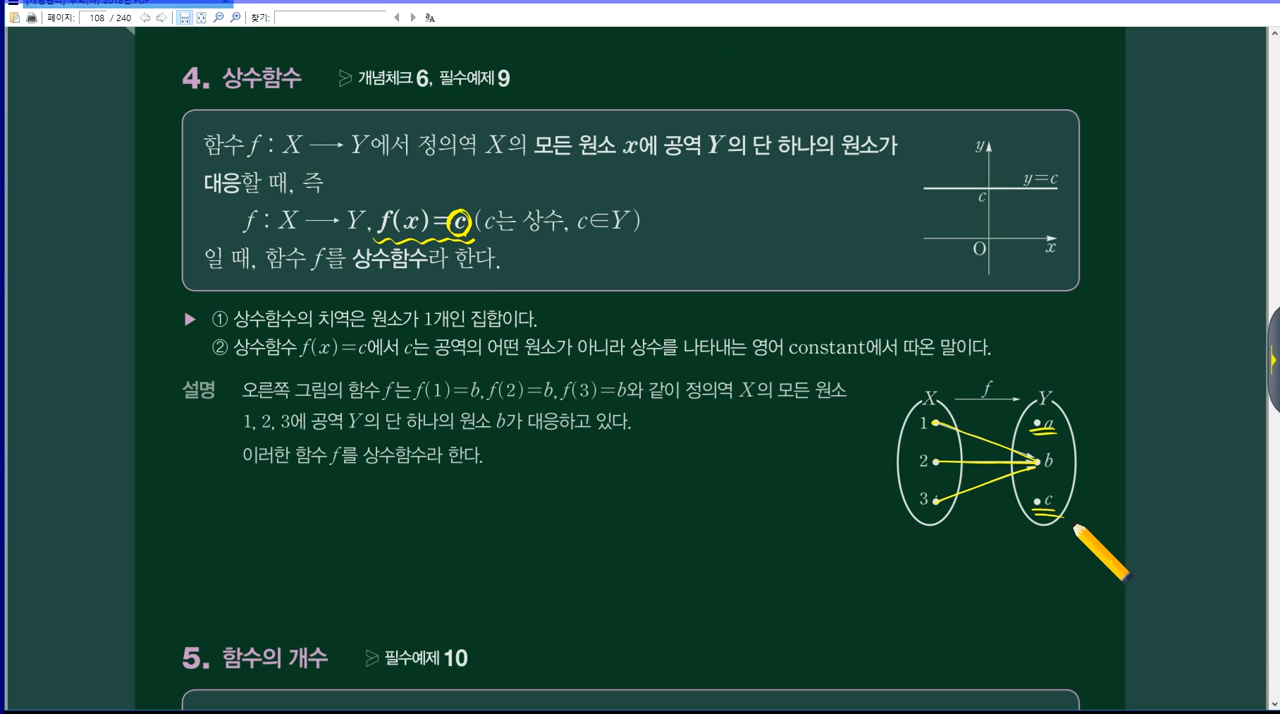 페이지: 108 / 240 찾기:
4. 상수함수 ▷ 개념체크 6, 필수예제 9
함수 f : X ⟶ Y에서 정의역 X의 모든 원소 x에 공역 Y의 단 하나의 원소가
대응할 때, 즉
f : X ⟶ Y, f(x)=c (c는 상수, c∈Y)
일 때, 함수 f를 상수함수라 한다.
y
y=c
c
O
x
▶ ① 상수함수의 치역은 원소가 1개인 집합이다.
② 상수함수 f(x)=c에서 c는 공역의 어떤 원소가 아니라 상수를 나타내는 영어 constant에서 따온 말이다.
설명 오른쪽 그림의 함수 f는 f(1)=b, f(2)=b, f(3)=b와 같이 정의역 X의 모든 원소
1, 2, 3에 공역 Y의 단 하나의 원소 b가 대응하고 있다.
이러한 함수 f를 상수함수라 한다.
X f Y
1 a
2 b
3 c
5. 함수의 개수 ▷ 필수예제 10